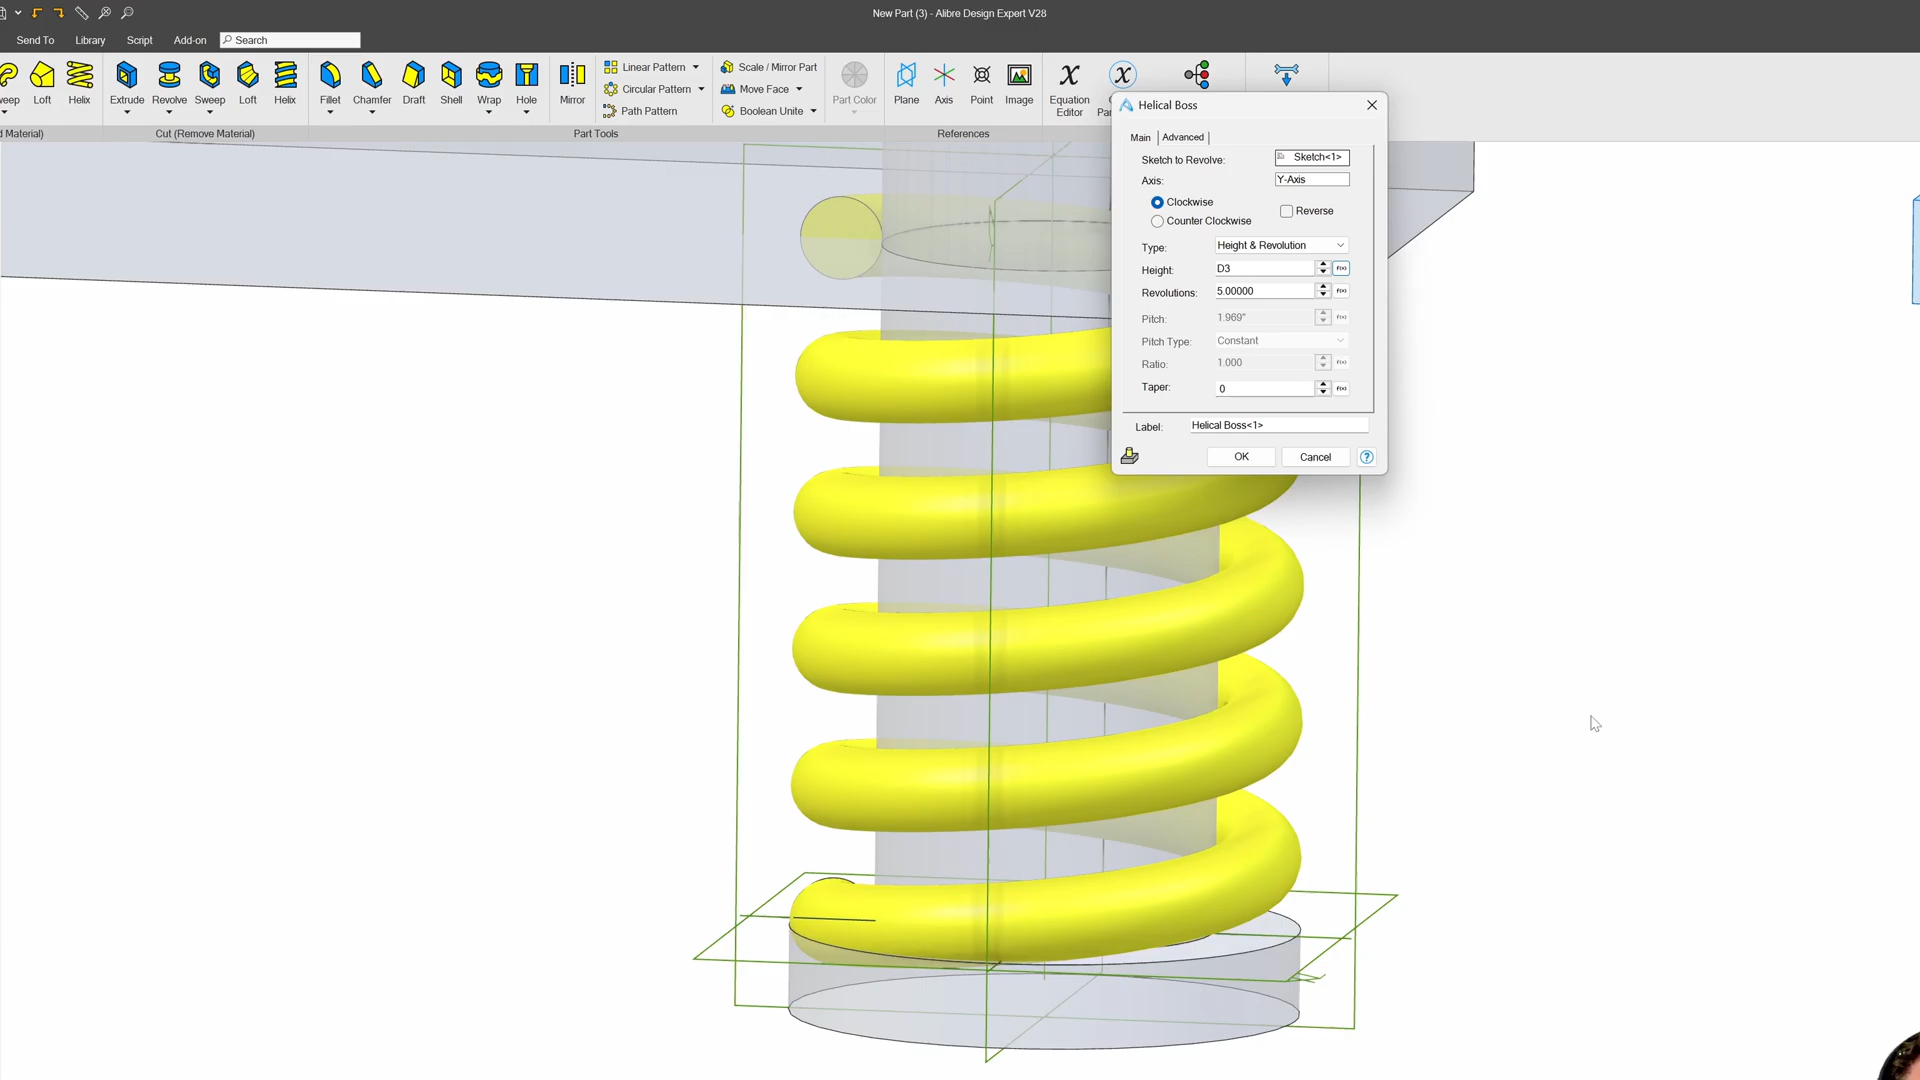 New Part (3) - Alibre Design Expert V28
Send To Library Script Add-on Search
Loft Helix Extrude Revolve Sweep Loft Helix Fillet Chamfer Draft Shell Wrap Hole Mirror
Linear Pattern
Circular Pattern
Path Pattern
Scale / Mirror Part
Move Face
Boolean Unite
Part Color Plane Axis Point Image Equation Editor
Cut (Remove Material) Part Tools References
Helical Boss
Main Advanced
Sketch to Revolve: Sketch<1>
Axis: Y-Axis
Clockwise
Counter Clockwise
Reverse
Type: Height & Revolution
Height: D3
Revolutions: 5.00000
Pitch: 1.969"
Pitch Type: Constant
Ratio: 1.000
Taper: 0
Label: Helical Boss<1>
OK Cancel ?